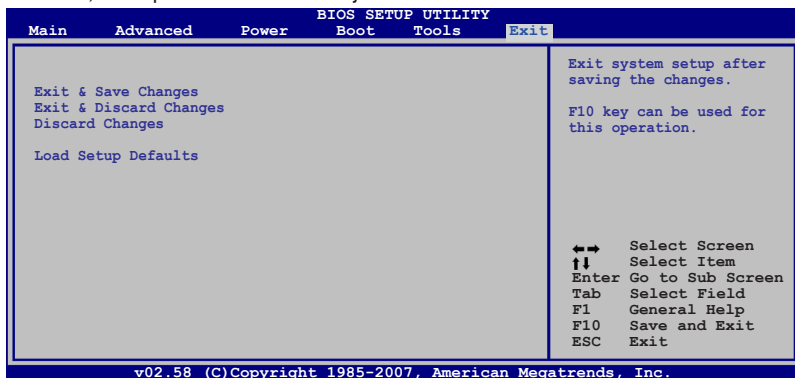 BIOS SETUP UTILITY
Main Advanced Power Boot Tools Exit
Exit & Save Changes
Exit & Discard Changes
Discard Changes
Load Setup Defaults
Exit system setup after
saving the changes.
F10 key can be used for
this operation.
←→ Select Screen
↑↓ Select Item
Enter Go to Sub Screen
Tab Select Field
F1 General Help
F10 Save and Exit
ESC Exit
v02.58 (C)Copyright 1985-2007, American Megatrends, Inc.